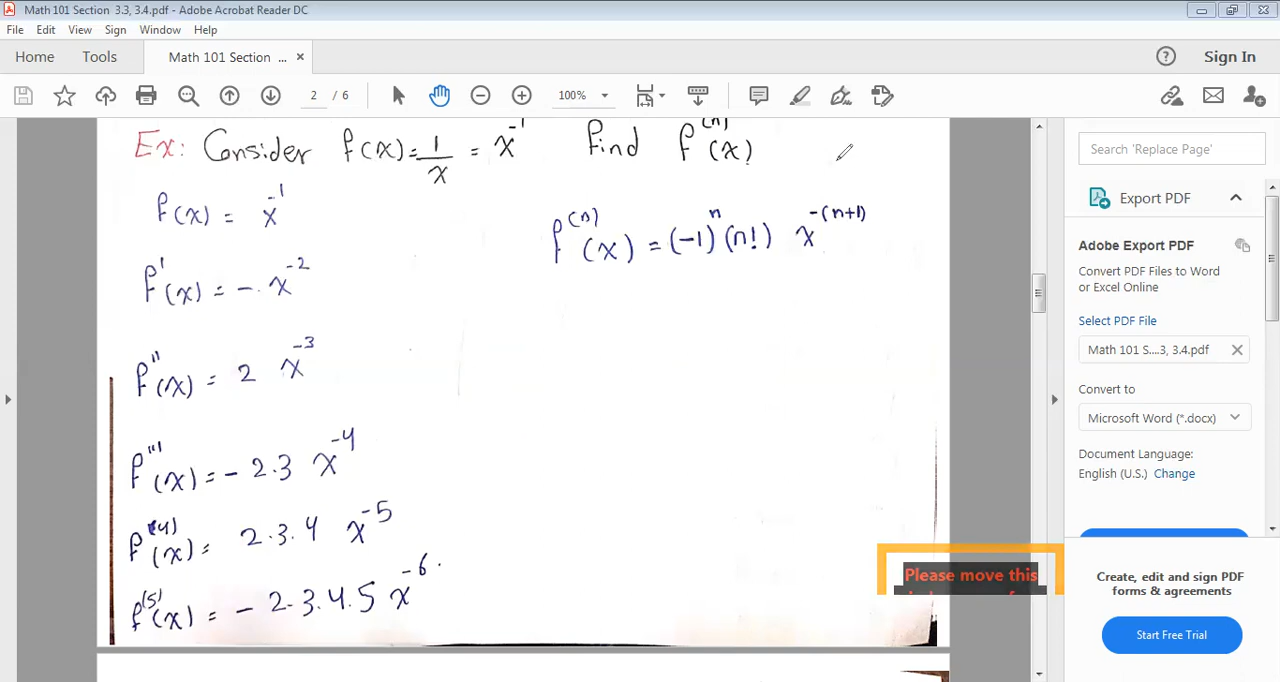 Math 101 Section 3.3, 3.4.pdf - Adobe Acrobat Reader DC
File Edit View Sign Window Help
Home Tools Math 101 Section ... × Sign In
2 / 6 100%
Search 'Replace Page'
Ex: Consider f(x) = 1/x = x^-1 Find f^(n)(x)
f(x) = x^-1
f^(n)(x) = (-1)^n (n!) x^-(n+1)
f'(x) = - x^-2
f''(x) = 2 x^-3
f'''(x) = - 2·3 x^-4
f^(4)(x) = 2·3·4 x^-5
f^(5)(x) = - 2·3·4·5 x^-6
Please move this
Export PDF
Adobe Export PDF
Convert PDF Files to Word
or Excel Online
Select PDF File
Math 101 S....3, 3.4.pdf ×
Convert to
Microsoft Word (*.docx)
Document Language:
English (U.S.) Change
Create, edit and sign PDF
forms & agreements
Start Free Trial